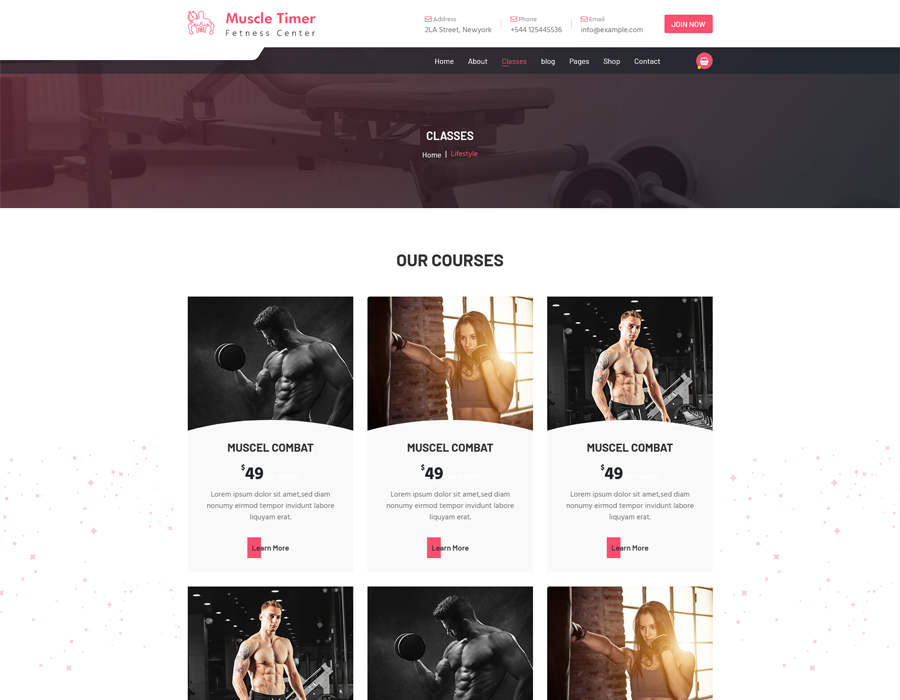 Muscle Timer
Fetness Center
Address
2LA Street, Newyork
Phone
+544 125445536
Email
info@example.com
JOIN NOW
Home About Classes blog Pages Shop Contact
CLASSES
Home | Lifestyle
OUR COURSES
MUSCEL COMBAT
$49
Lorem ipsum dolor sit amet,sed diam
nonumy eirmod tempor invidunt labore
liquyam erat.
Learn More
MUSCEL COMBAT
$49
Lorem ipsum dolor sit amet,sed diam
nonumy eirmod tempor invidunt labore
liquyam erat.
Learn More
MUSCEL COMBAT
$49
Lorem ipsum dolor sit amet,sed diam
nonumy eirmod tempor invidunt labore
liquyam erat.
Learn More